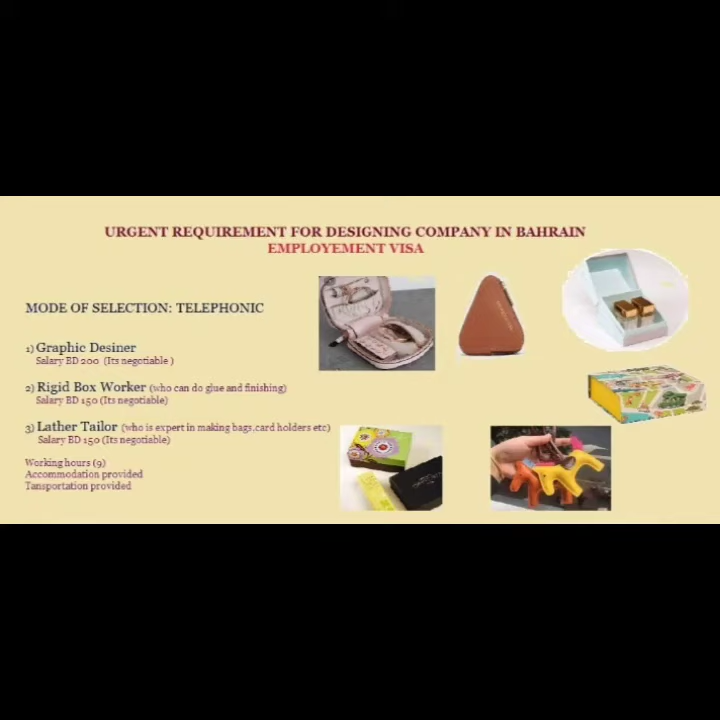 URGENT REQUIREMENT FOR DESIGNING COMPANY IN BAHRAIN
EMPLOYEMENT VISA
MODE OF SELECTION: TELEPHONIC
1) Graphic Desiner
Salary BD 200 (Its negotiable )
2) Rigid Box Worker (who can do glue and finishing)
Salary BD 150 (Its negotiable)
3) Lather Tailor (who is expert in making bags.card holders etc)
Salary BD 150 (Its negotiable)
Working hours (9)
Accommodation provided
Tansportation provided